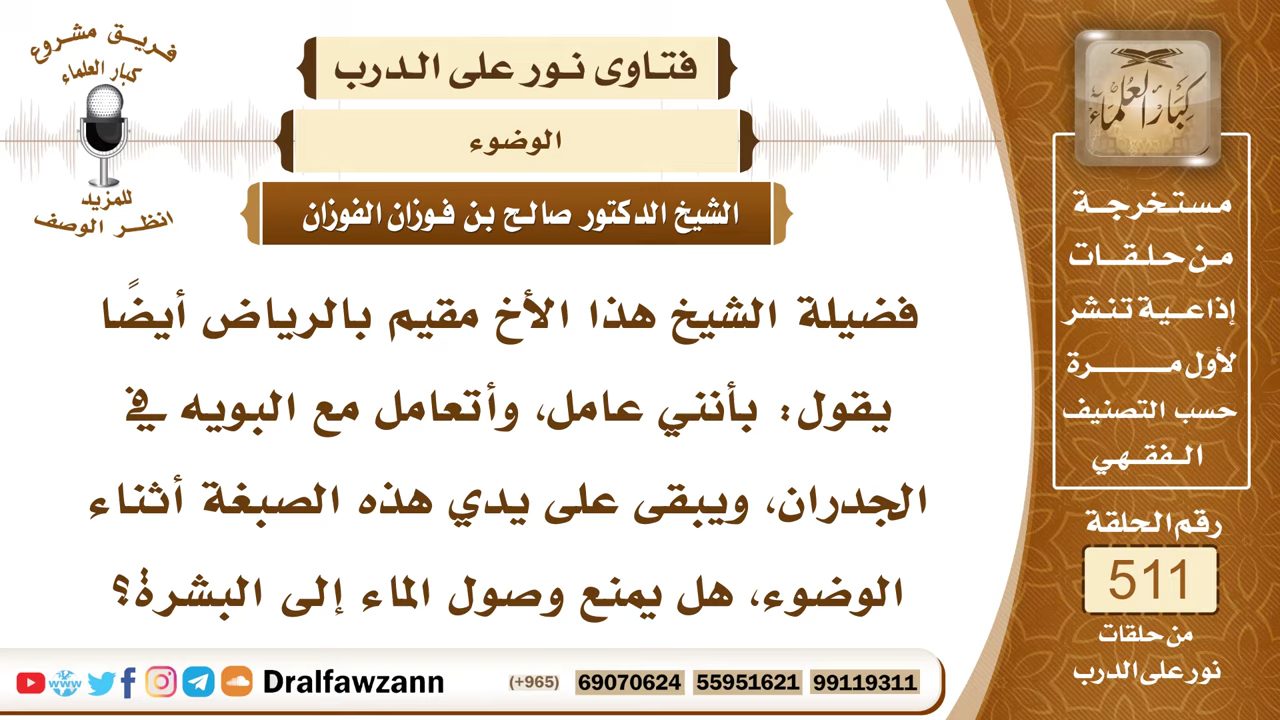 فريق مشروع
كبار العلماء
للمزيد
انظر الوصف
فتاوى نور على الدرب
الوضوء
الشيخ الدكتور صالح بن فوزان الفوزان
فضيلة الشيخ هذا الأخ مقيم بالرياض أيضًا
يقول: بأنني عامل، وأتعامل مع البويه في
الجدران، ويبقى على يدي هذه الصبغة أثناء
الوضوء، هل يمنع وصول الماء إلى البشرة؟
كبار العلماء
مستخرجة
من حلقات
إذاعية تنشر
لأول مرة
حسب التصنيف
الفقهي
رقم الحلقة
511
من حلقات
نور على الدرب
www Dralfawzann (+965) 69070624 55951621 99119311